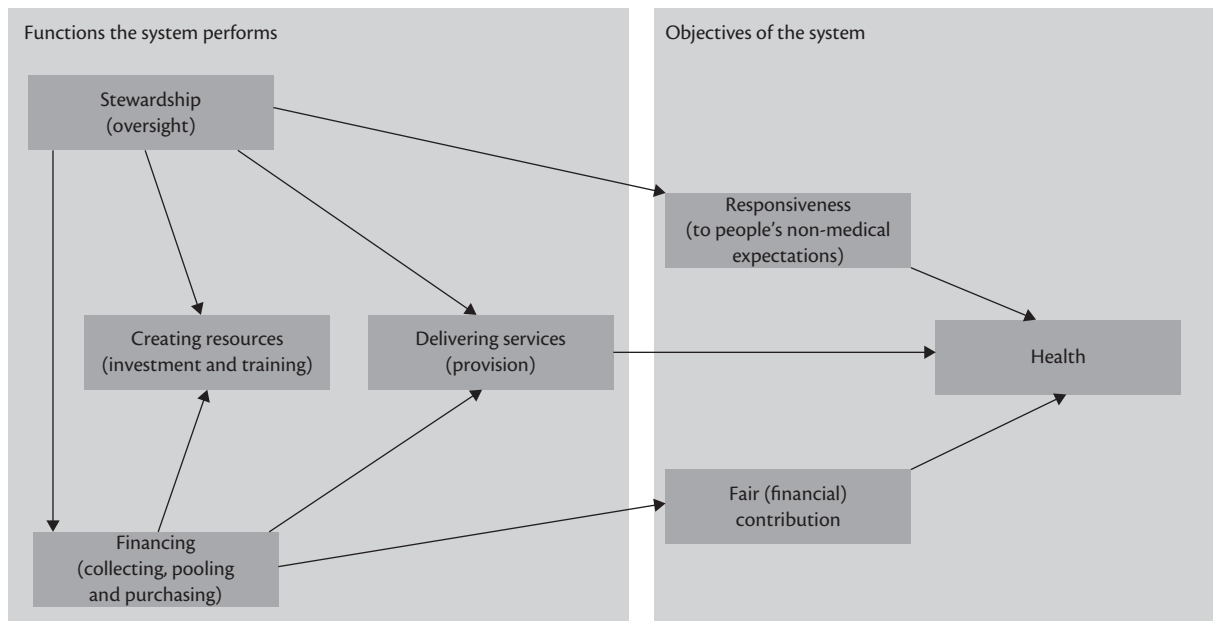 Functions the system performs
Stewardship
(oversight)
Creating resources
(investment and training)
Delivering services
(provision)
Financing
(collecting, pooling
and purchasing)
Objectives of the system
Responsiveness
(to people’s non-medical
expectations)
Health
Fair (financial)
contribution